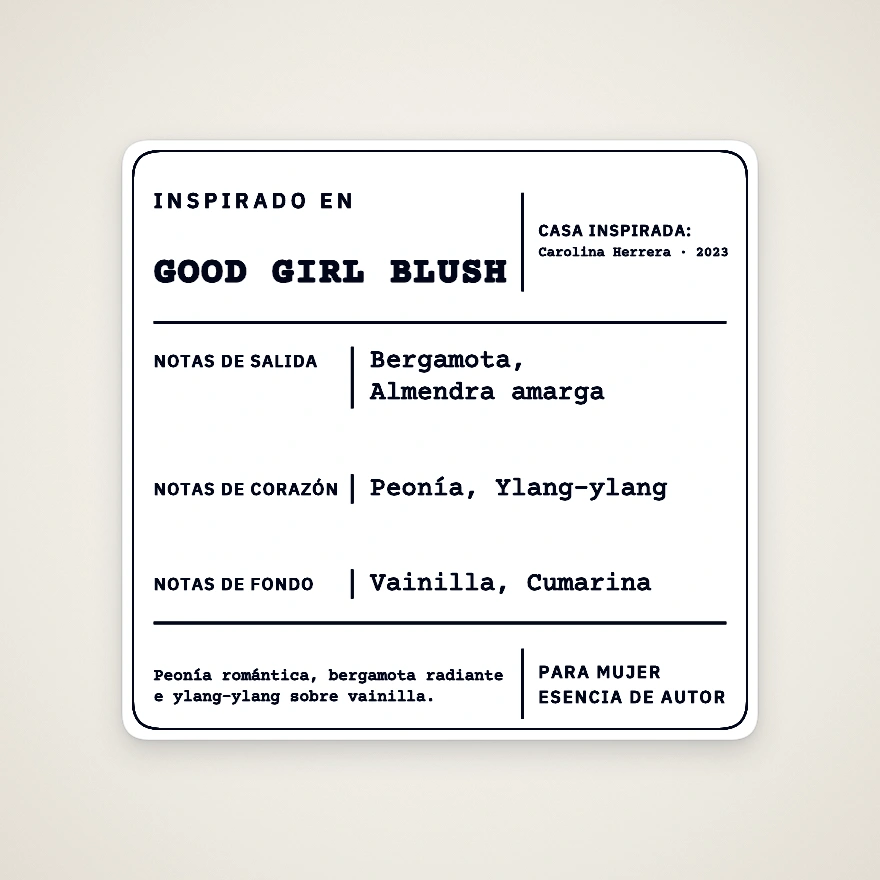 INSPIRADO EN
GOOD GIRL BLUSH
CASA INSPIRADA:
Carolina Herrera · 2023
NOTAS DE SALIDA
Bergamota,
Almendra amarga
NOTAS DE CORAZÓN
Peonía, Ylang-ylang
NOTAS DE FONDO
Vainilla, Cumarina
Peonía romántica, bergamota radiante
e ylang-ylang sobre vainilla.
PARA MUJER
ESENCIA DE AUTOR